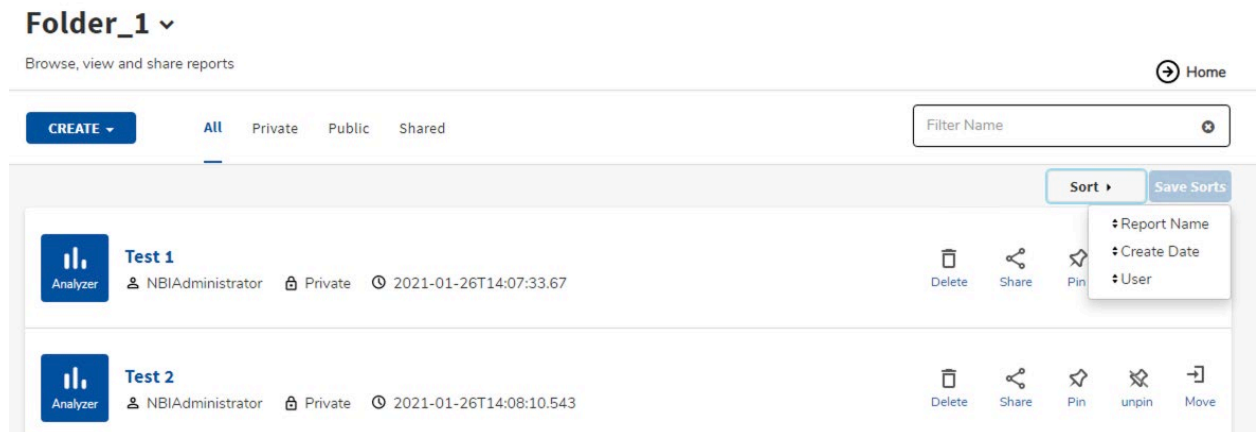 Folder_1
Browse, view and share reports
Home
CREATE
All Private Public Shared
Filter Name
Sort Save Sorts
Report Name
Create Date
User
Test 1
Analyzer NBIAdministrator Private 2021-01-26T14:07:33.67
Delete Share Pin
Test 2
Analyzer NBIAdministrator Private 2021-01-26T14:08:10.543
Delete Share Pin unpin Move